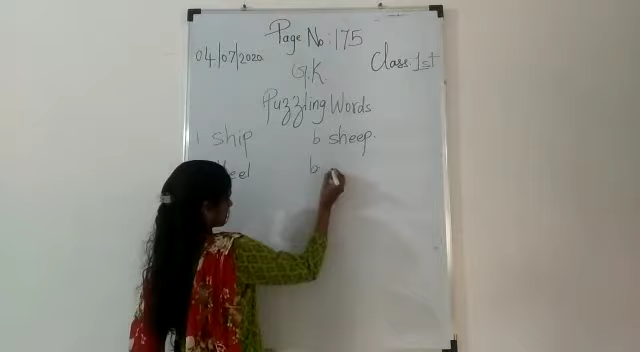 Page No: 175
04/07/2020
Class: 1st
G.K.
Puzzling Words
1 ship b sheep.
b